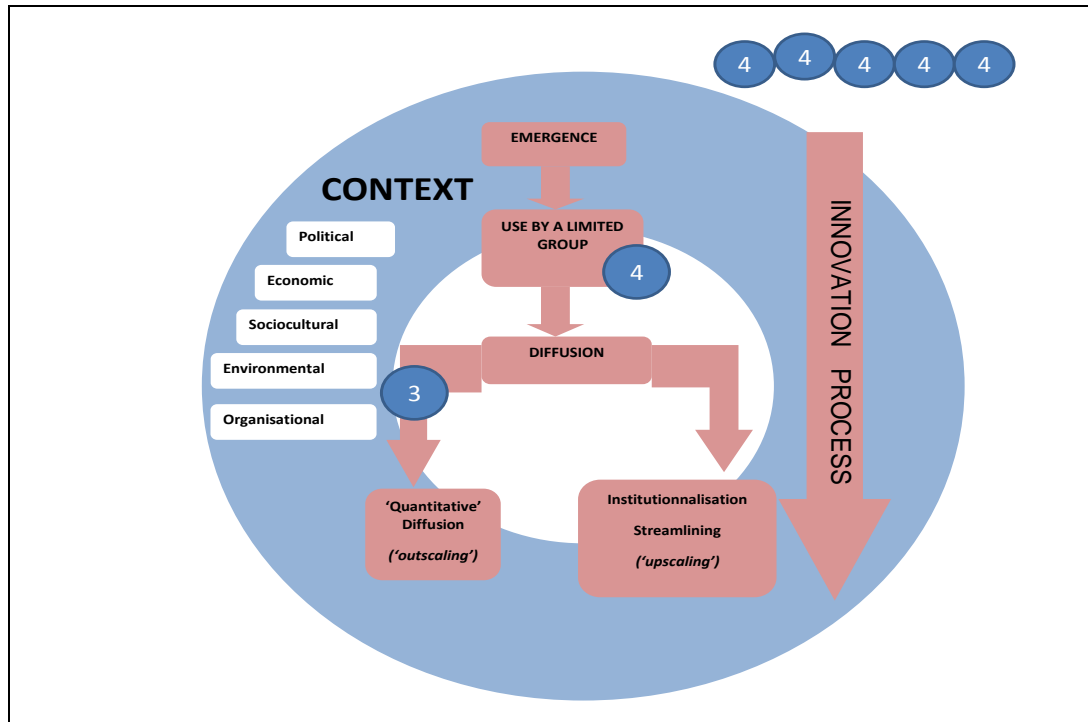 4 4 4 4 4
EMERGENCE
CONTEXT
USE BY A LIMITED
GROUP
4
Political
Economic
Sociocultural
Environmental
Organisational
DIFFUSION
3
‘Quantitative’
Diffusion
(‘outscaling’)
Institutionnalisation
Streamlining
(‘upscaling’)
INNOVATION PROCESS